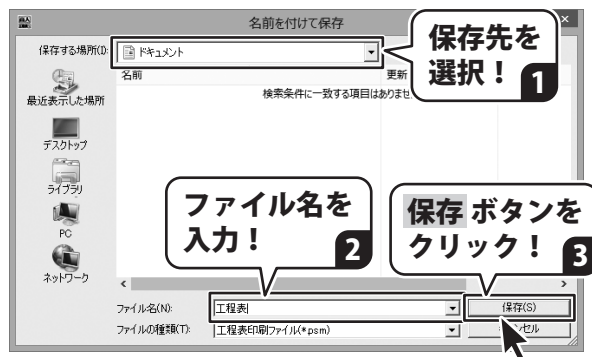 名前を付けて保存
×
保存する場所(I):
ドキュメント
保存先を
選択！
1
名前
更新
検索条件に一致する項目はありませ
最近表示した場所
デスクトップ
ライブラリ
PC
ネットワーク
ファイル名を
入力！
2
保存 ボタンを
クリック！
3
ファイル名(N):
工程表
保存(S)
ファイルの種類(T):
工程表印刷ファイル(*psm)
ンセル